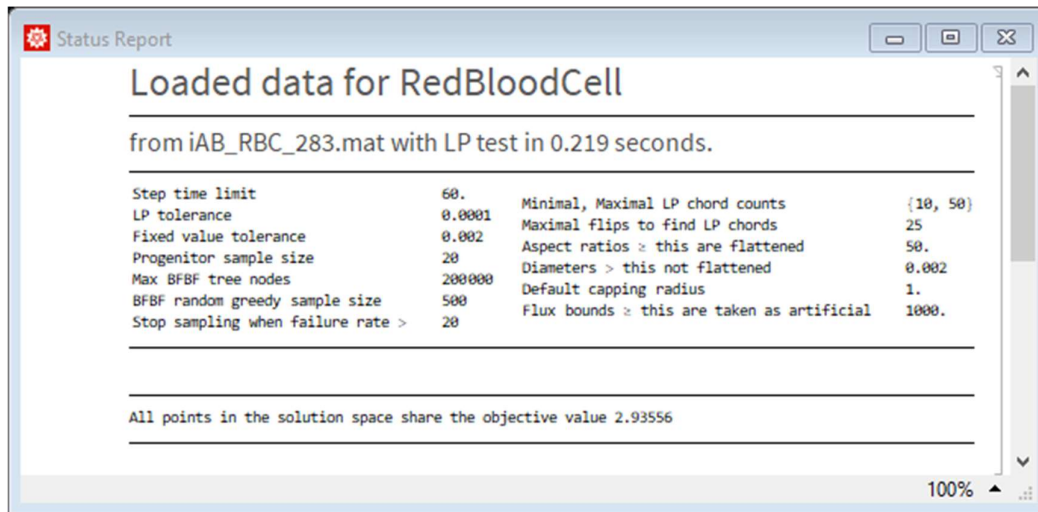 Status Report
Loaded data for RedBloodCell
from iAB_RBC_283.mat with LP test in 0.219 seconds.
Step time limit 60.
LP tolerance 0.0001
Fixed value tolerance 0.002
Progenitor sample size 20
Max BFBF tree nodes 200000
BFBF random greedy sample size 500
Stop sampling when failure rate > 20
Minimal, Maximal LP chord counts {10, 50}
Maximal flips to find LP chords 25
Aspect ratios ≥ this are flattened 50.
Diameters > this not flattened 0.002
Default capping radius 1.
Flux bounds ≥ this are taken as artificial 1000.
All points in the solution space share the objective value 2.93556
100%